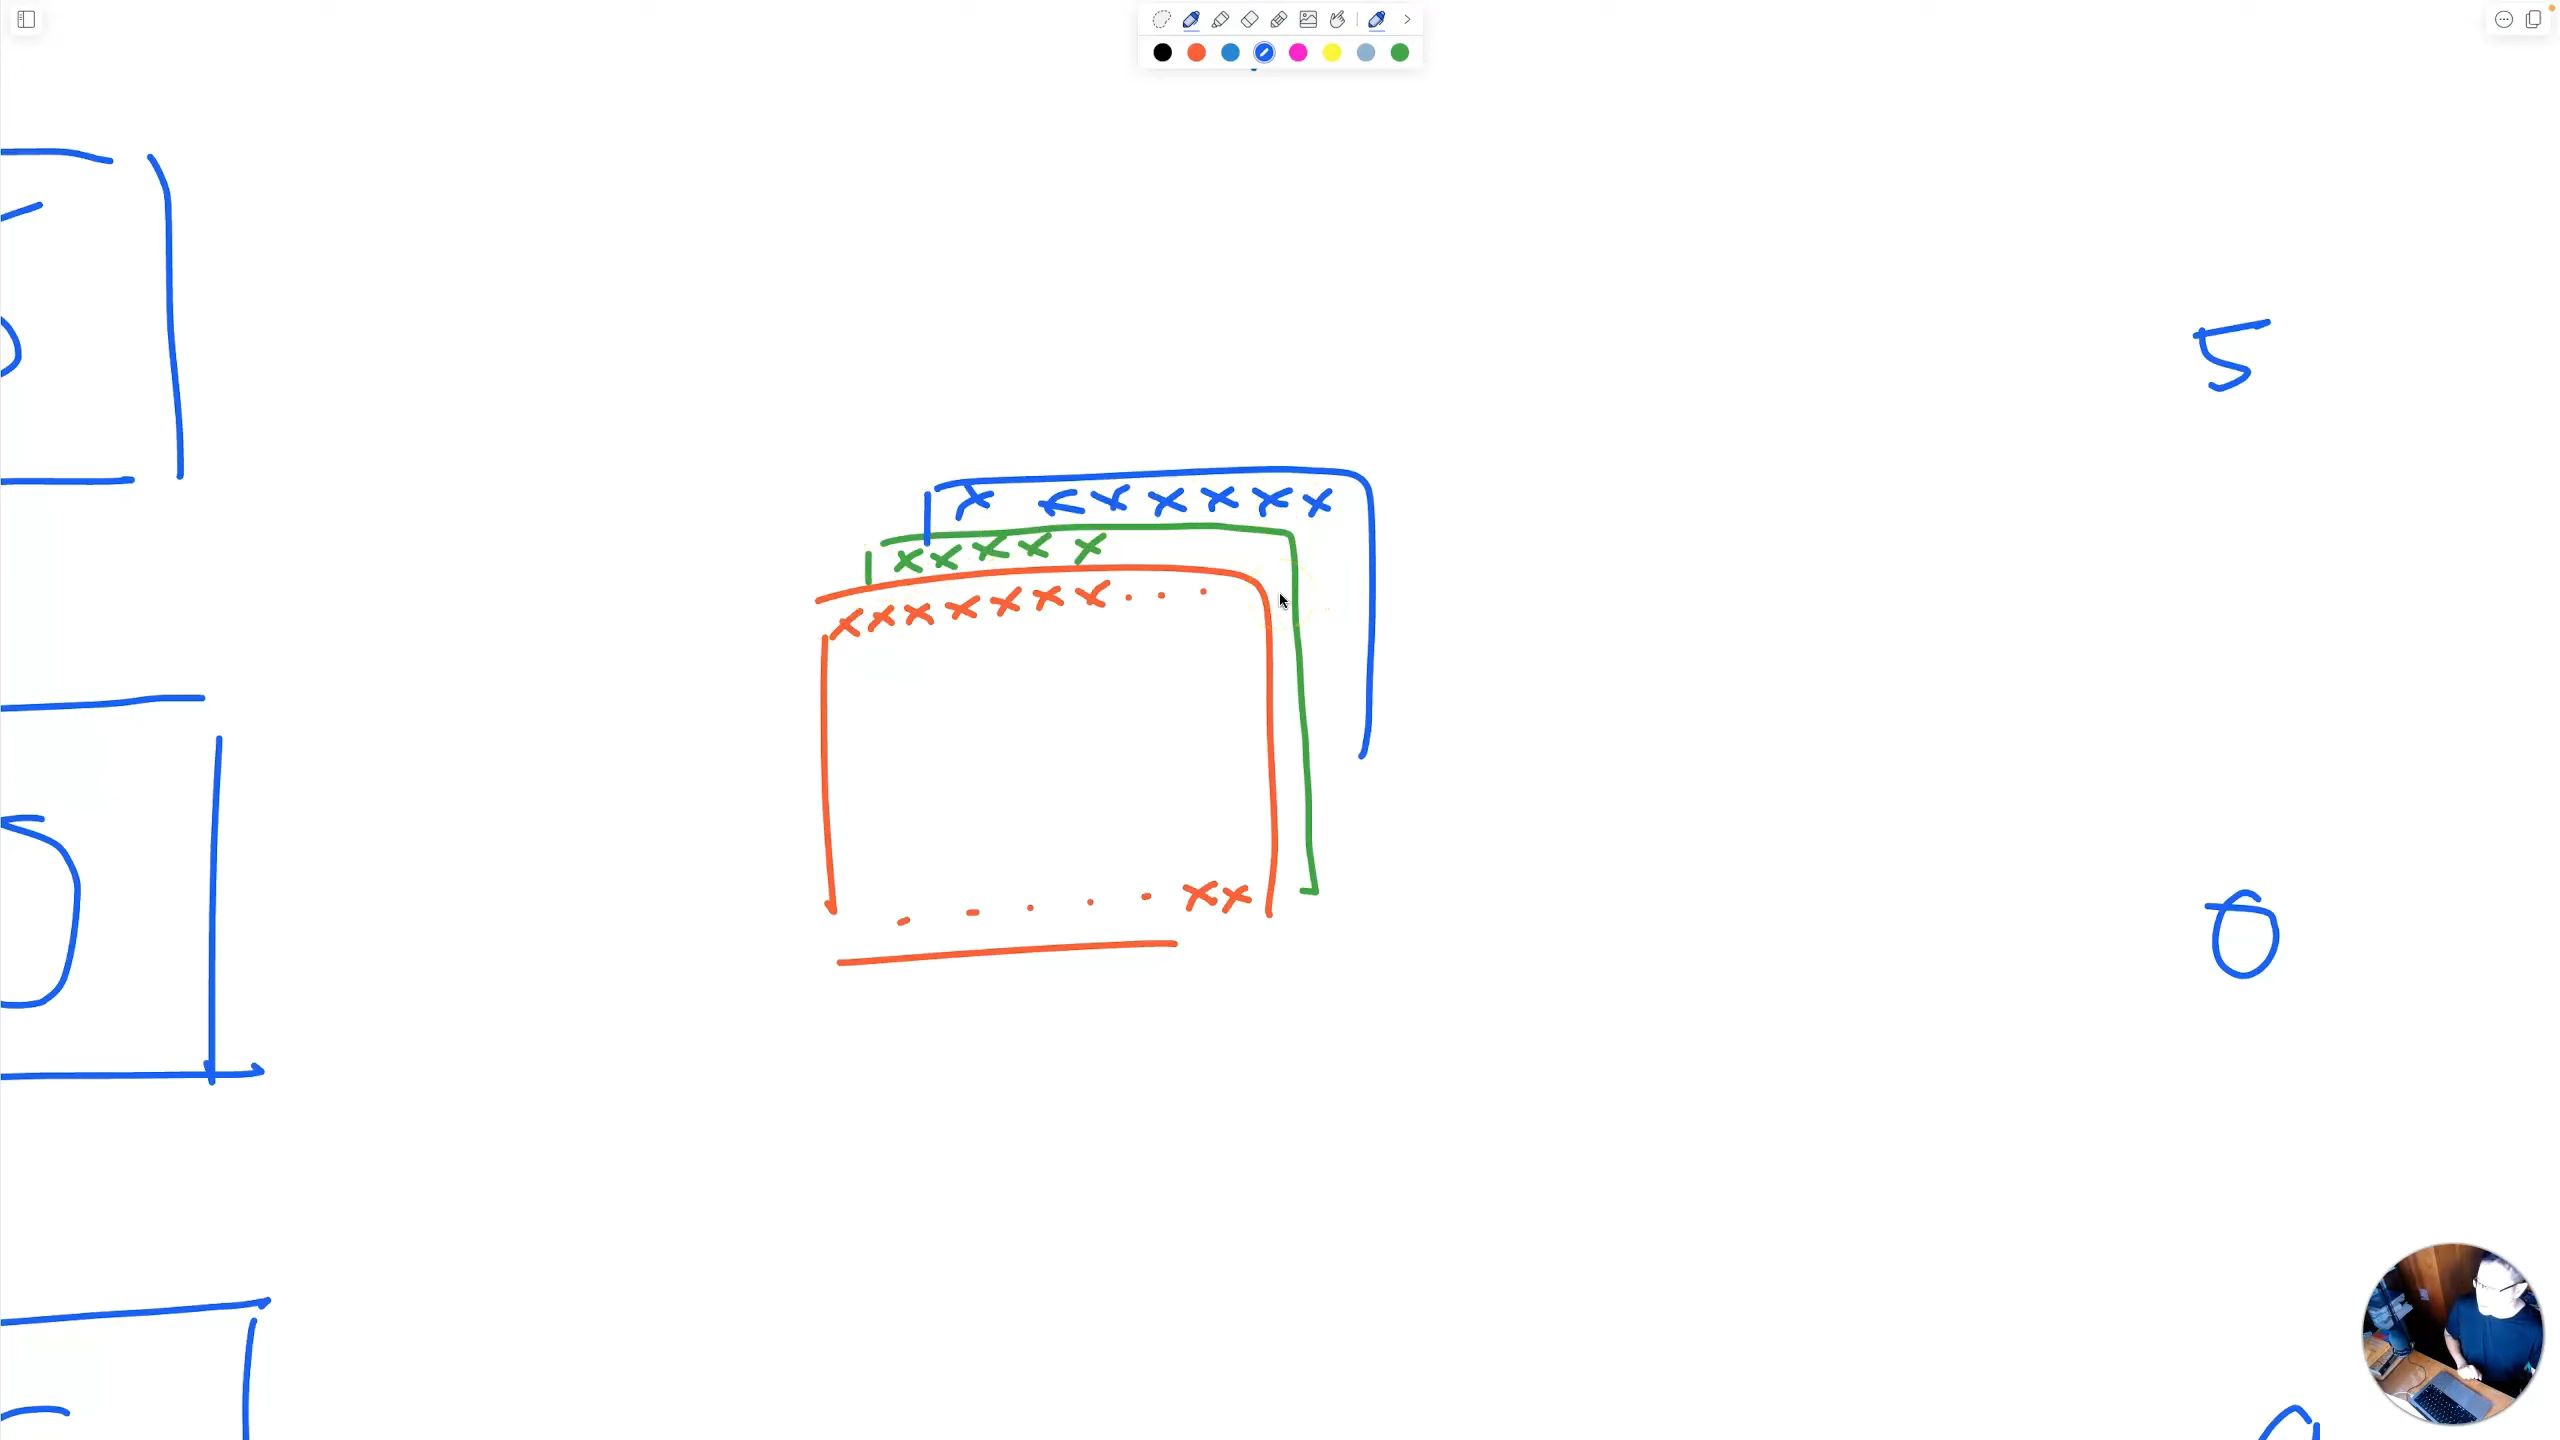 5
x x x x x x x
x x x x x
x x x x x x x . . .
. - . . - x x
0